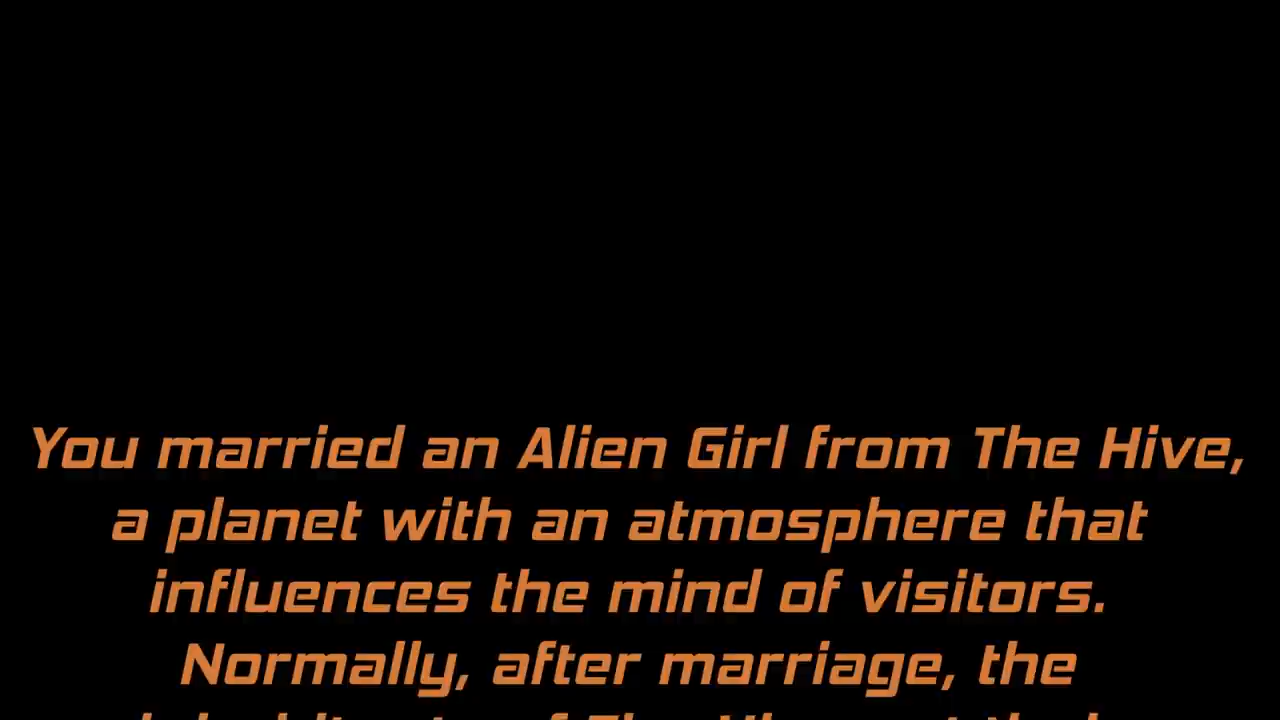 You married an Alien Girl from The Hive,
a planet with an atmosphere that
influences the mind of visitors.
Normally, after marriage, the